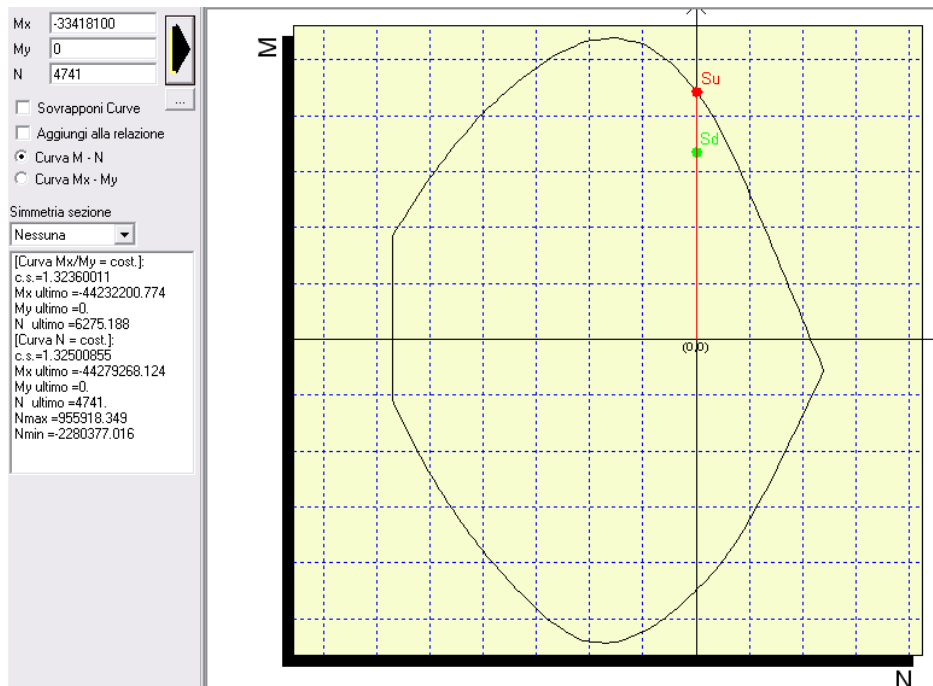 Mx -33418100
My 0
N 4741
...
Sovrapponi Curve
Aggiungi alla relazione
Curva M - N
Curva Mx - My
Simmetria sezione
Nessuna
[Curva Mx/My = cost.]:
c.s.=1.32360011
Mx ultimo =-44232200.774
My ultimo =0.
N  ultimo =6275.188
[Curva N = cost.]:
c.s.=1.32500855
Mx ultimo =-44279268.124
My ultimo =0.
N  ultimo =4741.
Nmax =955918.349
Nmin =-2280377.016
M
Su
Sd
(0,0)
N